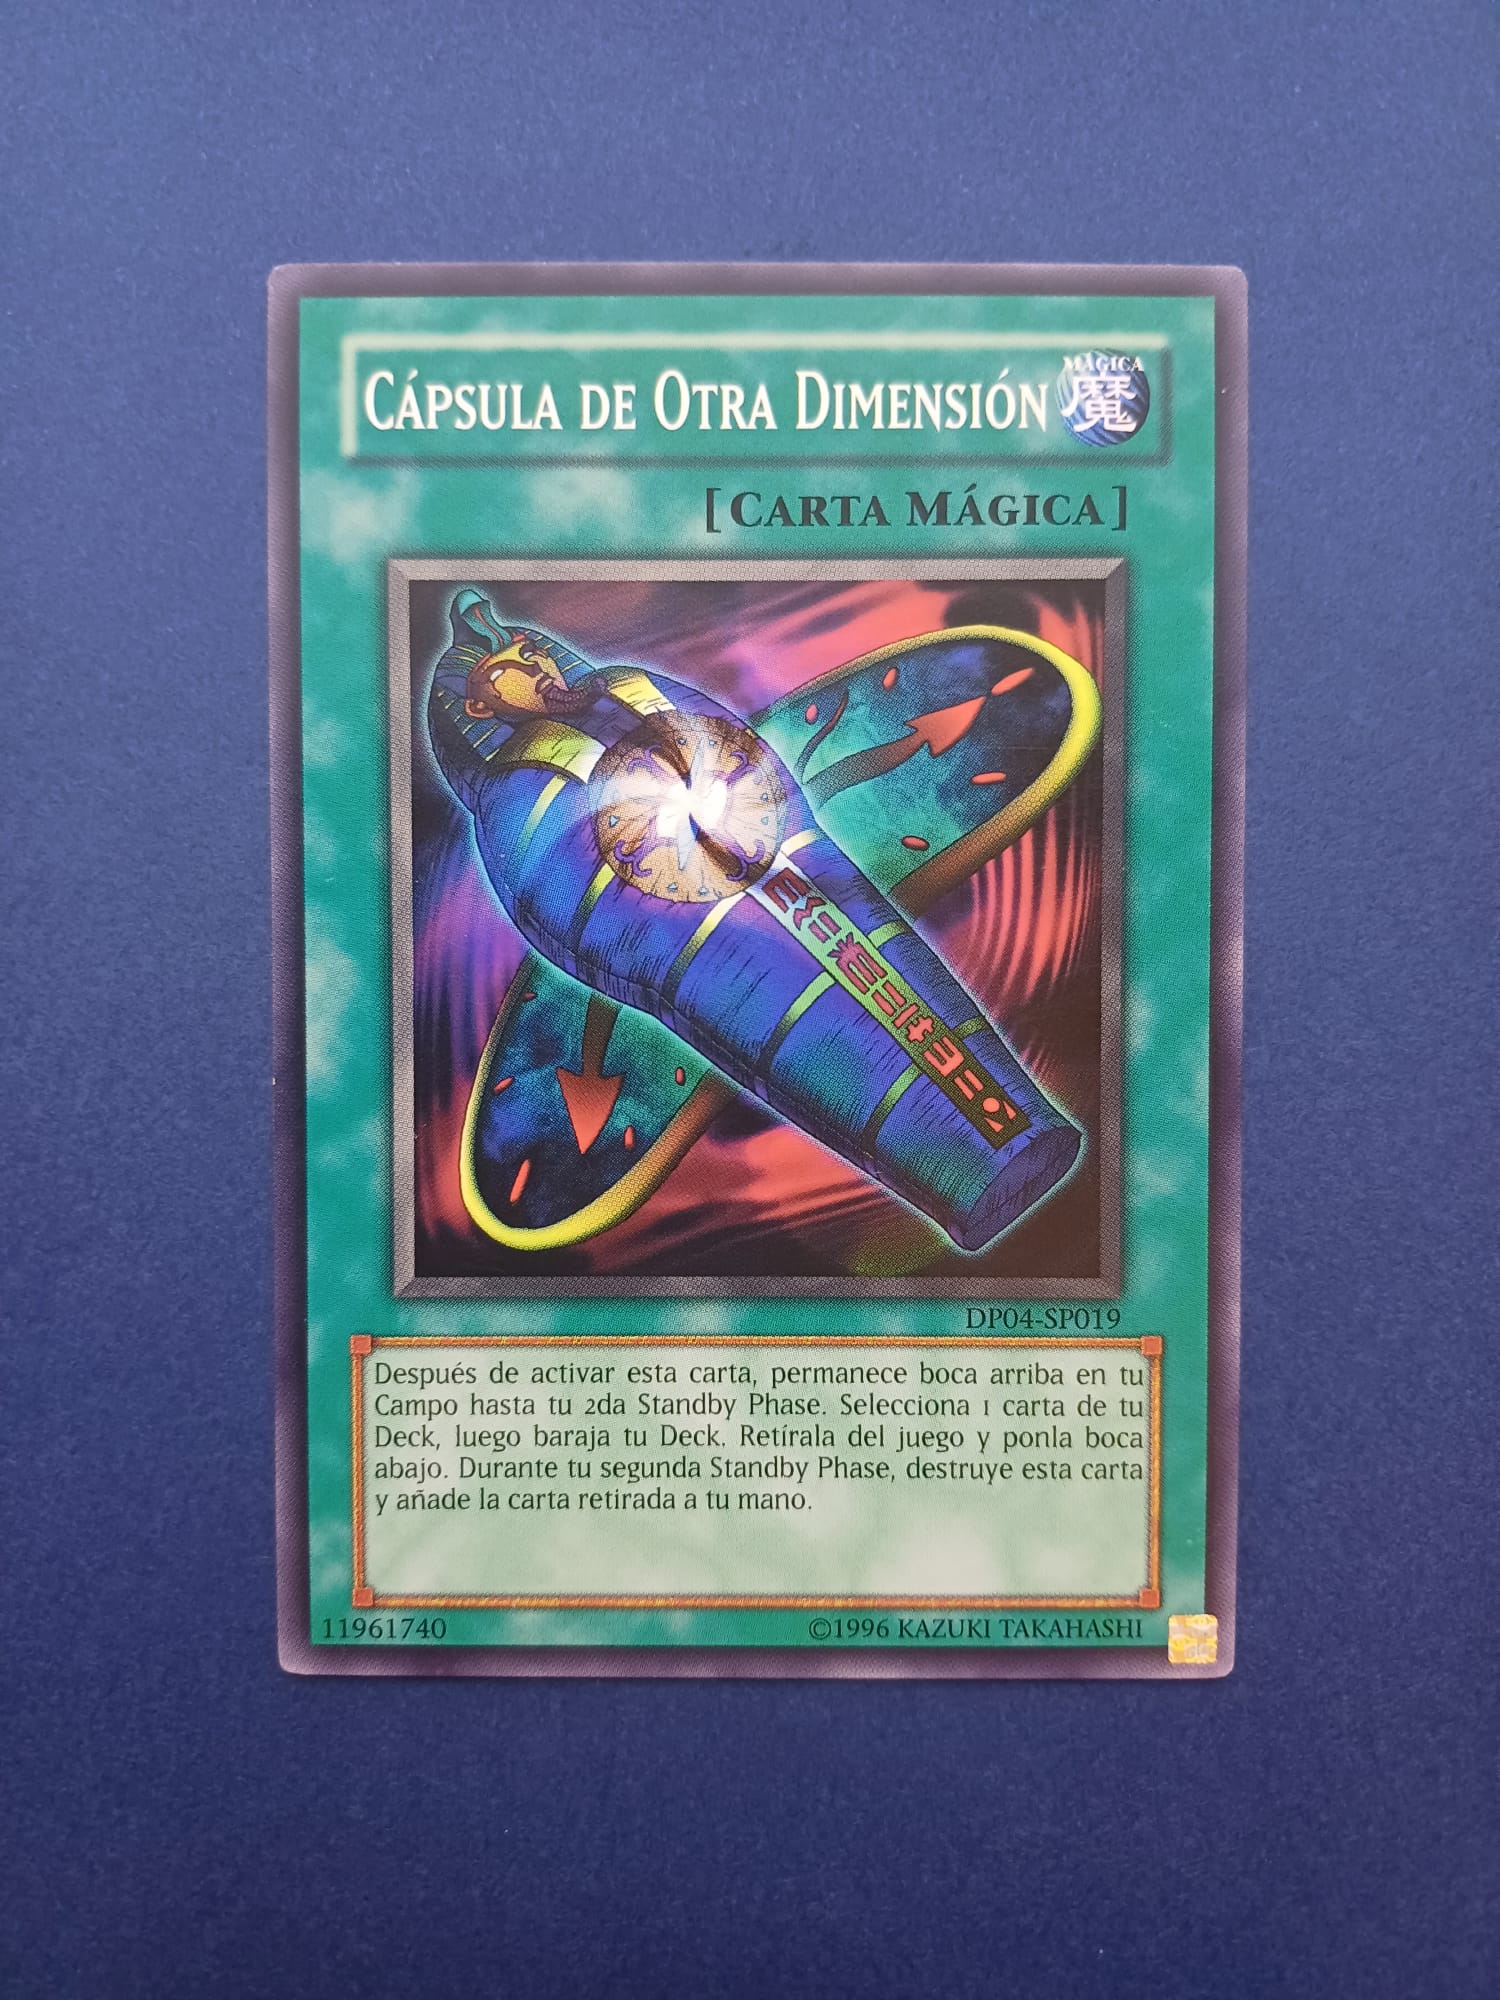 CÁPSULA DE OTRA DIMENSIÓN
MÁGICA
魔
[CARTA MÁGICA]
DP04-SP019
Después de activar esta carta, permanece boca arriba en tu
Campo hasta tu 2da Standby Phase. Selecciona 1 carta de tu
Deck, luego baraja tu Deck. Retírala del juego y ponla boca
abajo. Durante tu segunda Standby Phase, destruye esta carta
y añade la carta retirada a tu mano.
11961740
©1996 KAZUKI TAKAHASHI